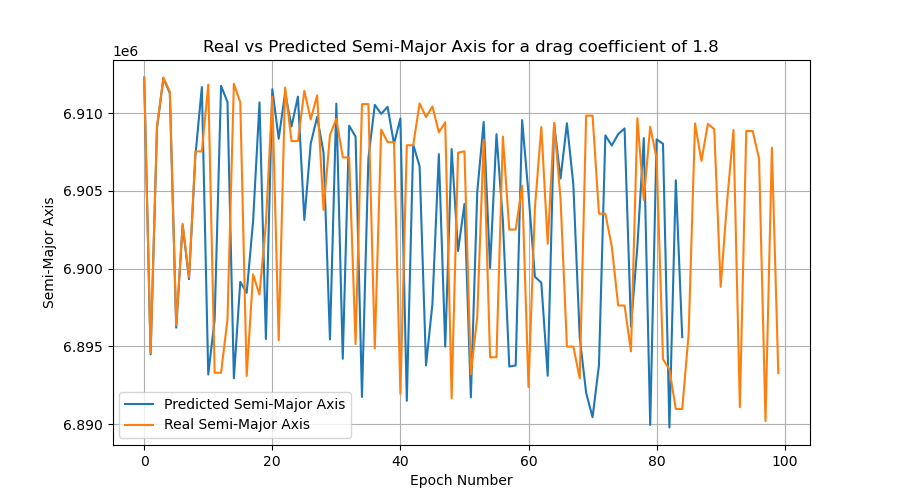 Real vs Predicted Semi-Major Axis for a drag coefficient of 1.8
1e6
6.910
6.905
6.900
6.895
6.890
Semi-Major Axis
Predicted Semi-Major Axis
Real Semi-Major Axis
0 20 40 60 80 100
Epoch Number